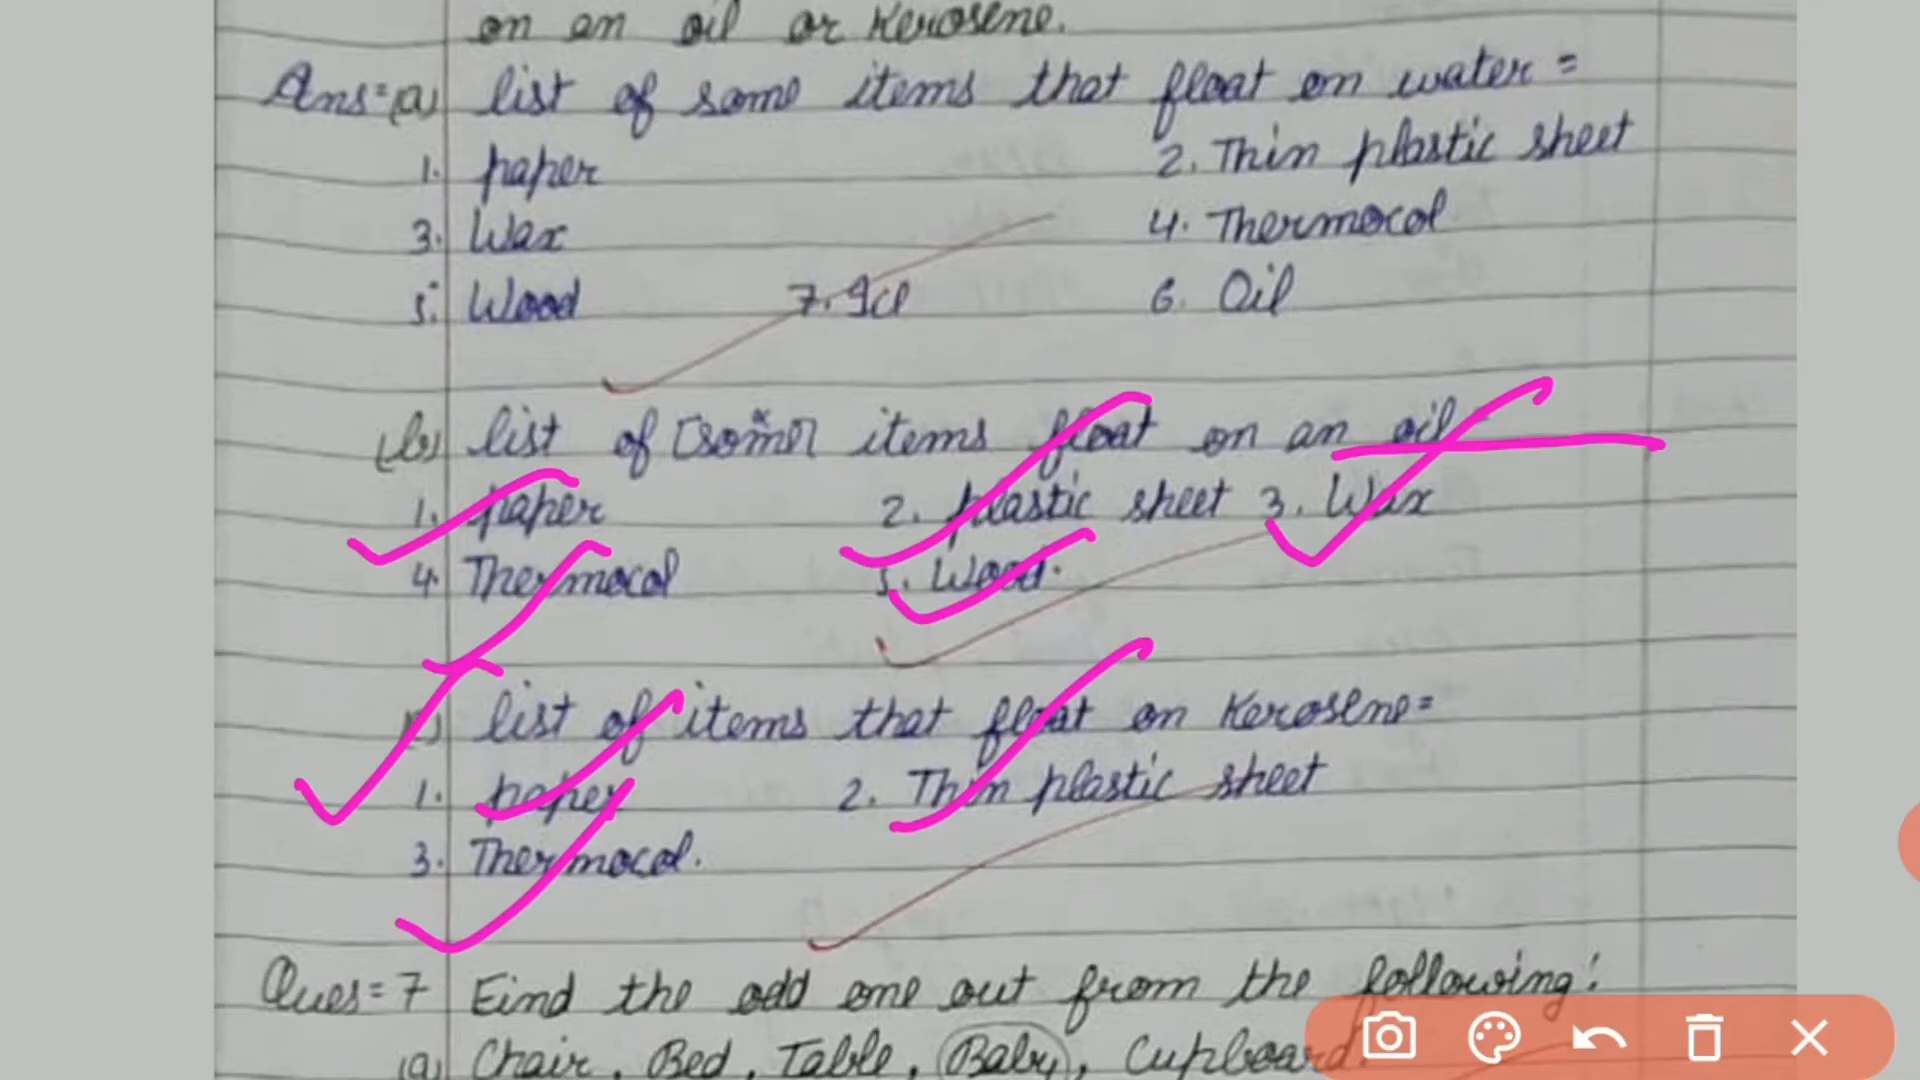 on an oil or Kerosene.
Ans=(a) list of some items that float on water=
1. paper 2. Thin plastic sheet
3. Wax 4. Thermocol
5. Wood 7. Ice 6. Oil
(b) list of some items float on an oil=
1. paper 2. plastic sheet 3. Wax
4. Thermocol 5. Wood.
list of items that float on Kerosene=
1. paper 2. Thin plastic sheet
3. Thermocol.
Ques=7 Find the odd one out from the following:
(a) Chair, Bed, Table, Baby, Cupboard.